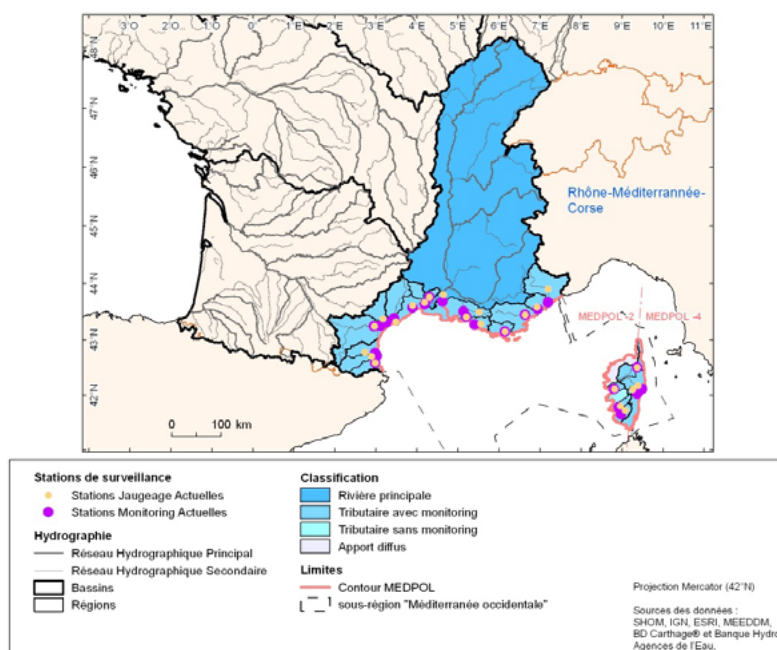 1°0 0° 1°E 2°E 3°E 4°E 5°E 6°E 7°E 8°E 9°E 10°E 11°E
48°N
47°N
46°N
45°N
44°N
43°N
42°N
Rhône-Méditerrannée-
Corse
MEDPOL -2 MEDPOL -4
0 100 km
Stations de surveillance
Stations Jaugeage Actuelles
Stations Monitoring Actuelles
Hydrographie
Réseau Hydrographique Principal
Réseau Hydrographique Secondaire
Bassins
Régions
Classification
Rivière principale
Tributaire avec monitoring
Tributaire sans monitoring
Apport diffus
Limites
Contour MEDPOL
sous-région "Méditerranée occidentale"
Projection Mercator (42°N)
Sources des données :
SHOM, IGN, ESRI, MEEDDM,
BD Carthage® et Banque Hydro
Agences de l'Eau,